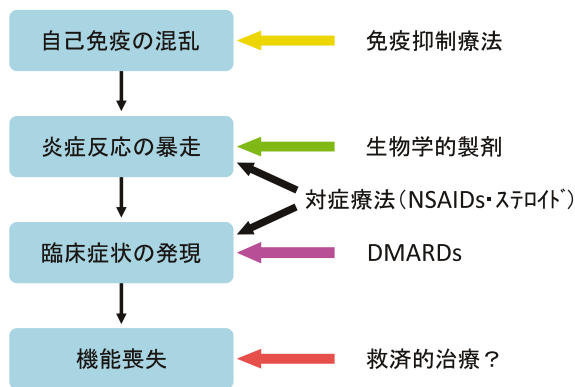 自己免疫の混乱
免疫抑制療法
炎症反応の暴走
生物学的製剤
対症療法(NSAIDs・ｽﾃﾛｲﾄﾞ)
臨床症状の発現
DMARDs
機能喪失
救済的治療？